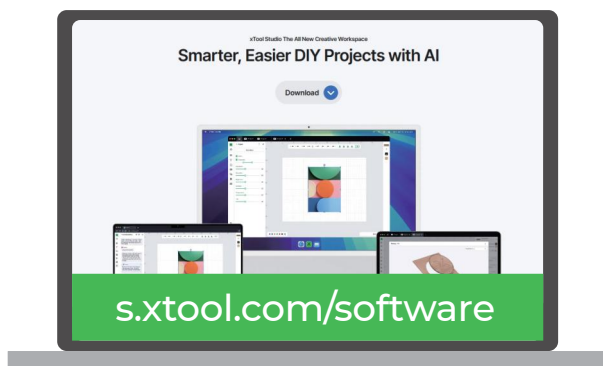 xTool Studio The All New Creative Workspace
Smarter, Easier DIY Projects with AI
Download
s.xtool.com/software